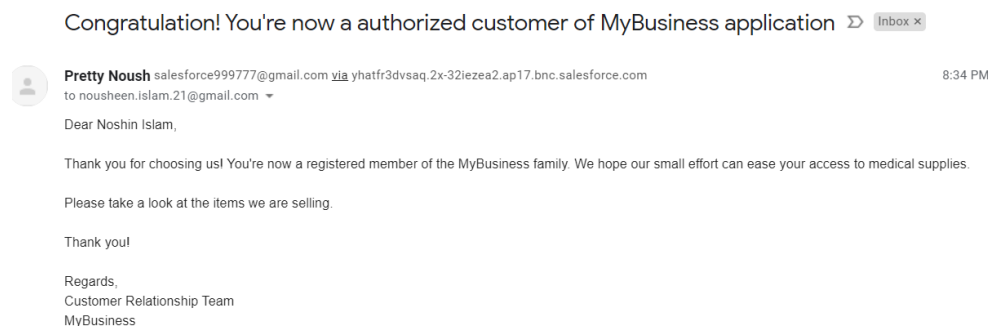 Congratulation! You're now a authorized customer of MyBusiness application Inbox ×
Pretty Noush salesforce999777@gmail.com via yhatfr3dvsaq.2x-32iezea2.ap17.bnc.salesforce.com 8:34 PM
to nousheen.islam.21@gmail.com
Dear Noshin Islam,
Thank you for choosing us! You're now a registered member of the MyBusiness family. We hope our small effort can ease your access to medical supplies.
Please take a look at the items we are selling.
Thank you!
Regards,
Customer Relationship Team
MyBusiness